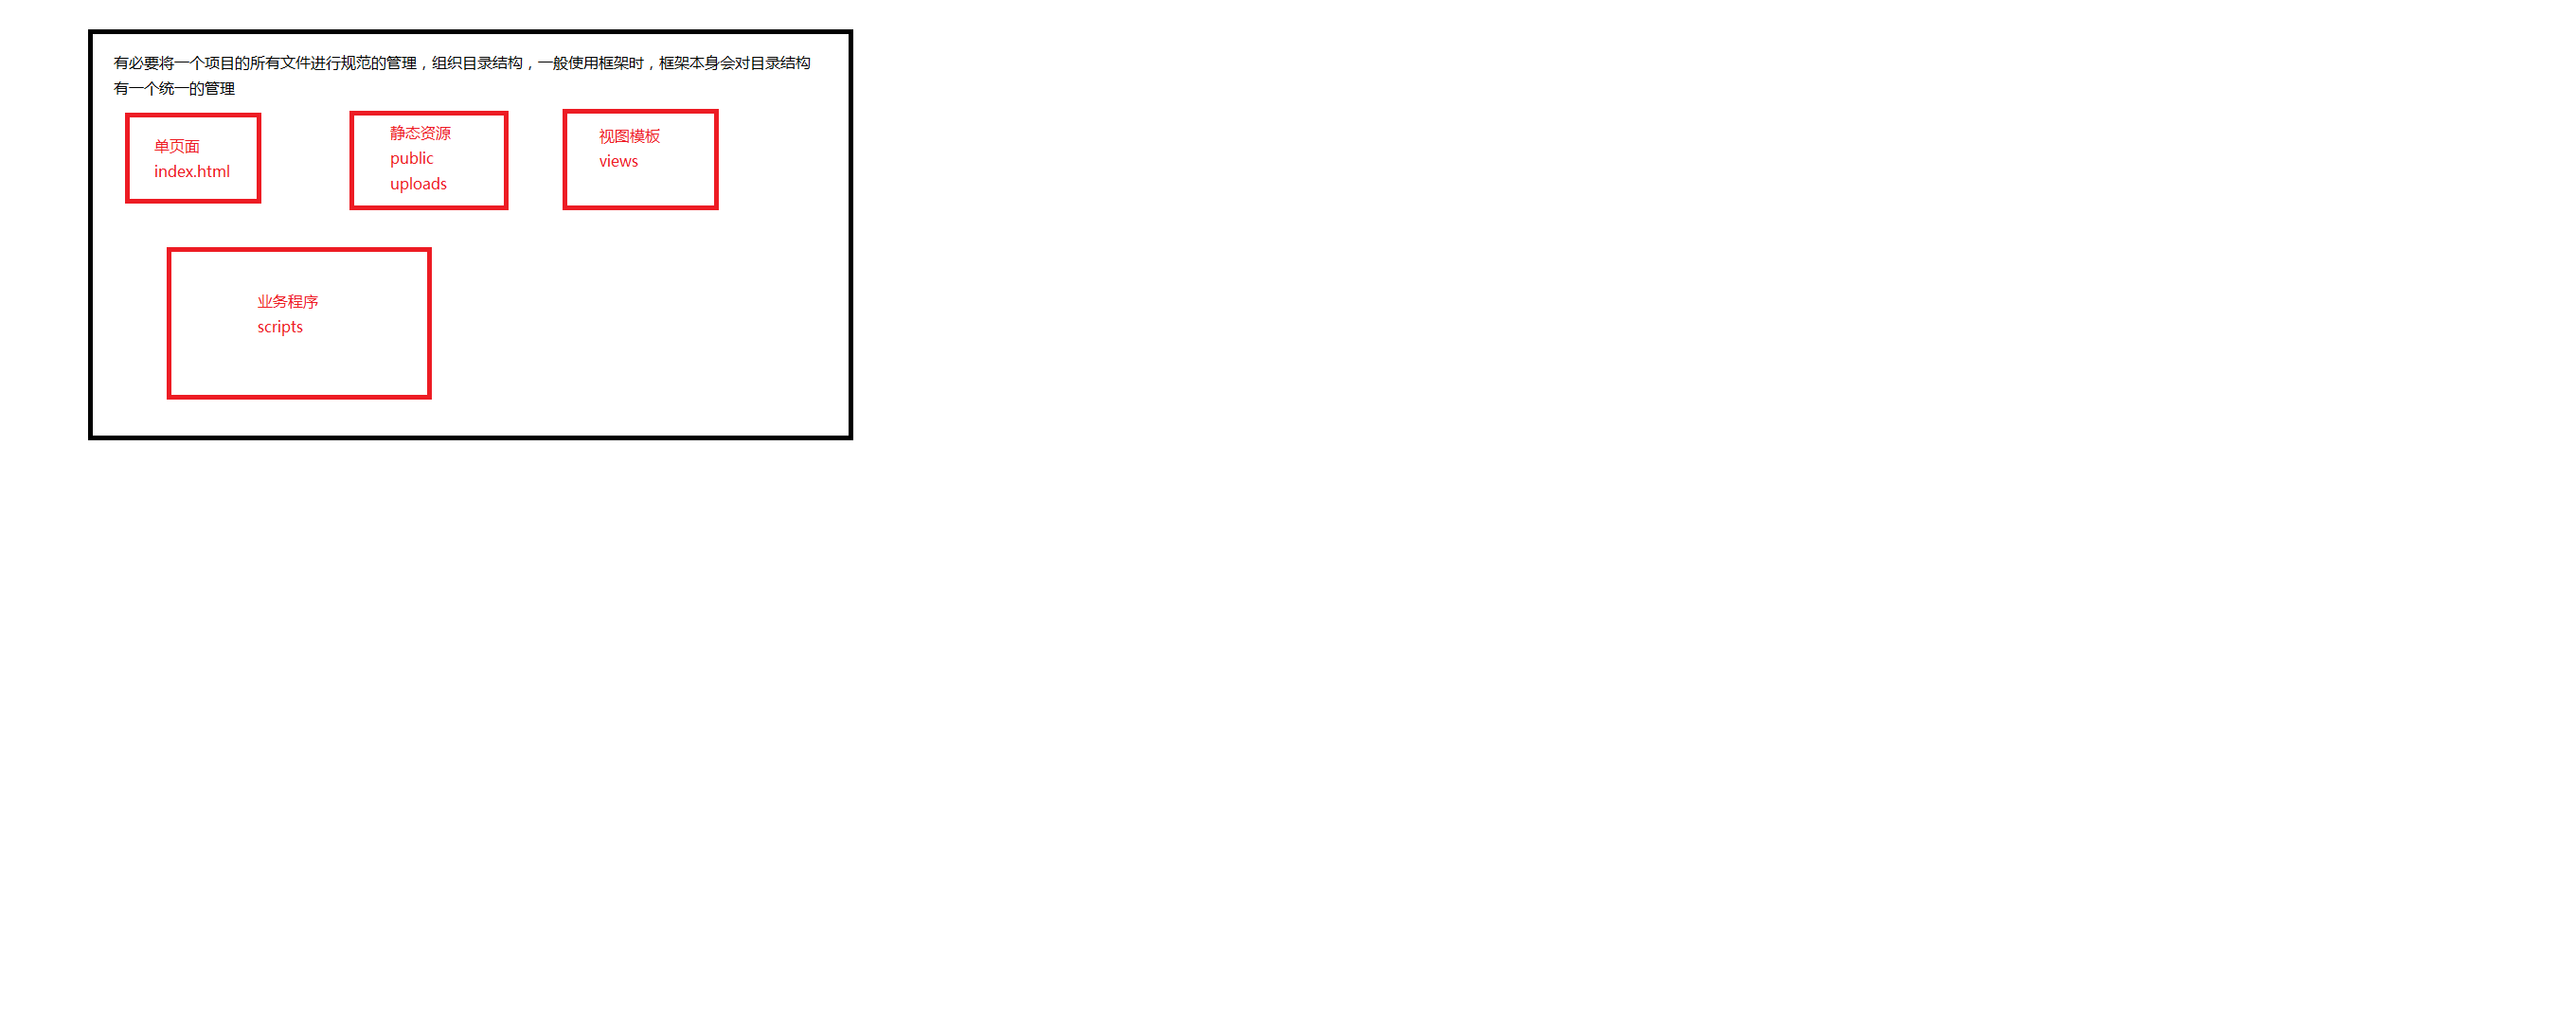 有必要将一个项目的所有文件进行规范的管理，组织目录结构，一般使用框架时，框架本身会对目录结构
有一个统一的管理
单页面
index.html
静态资源
public
uploads
视图模板
views
业务程序
scripts